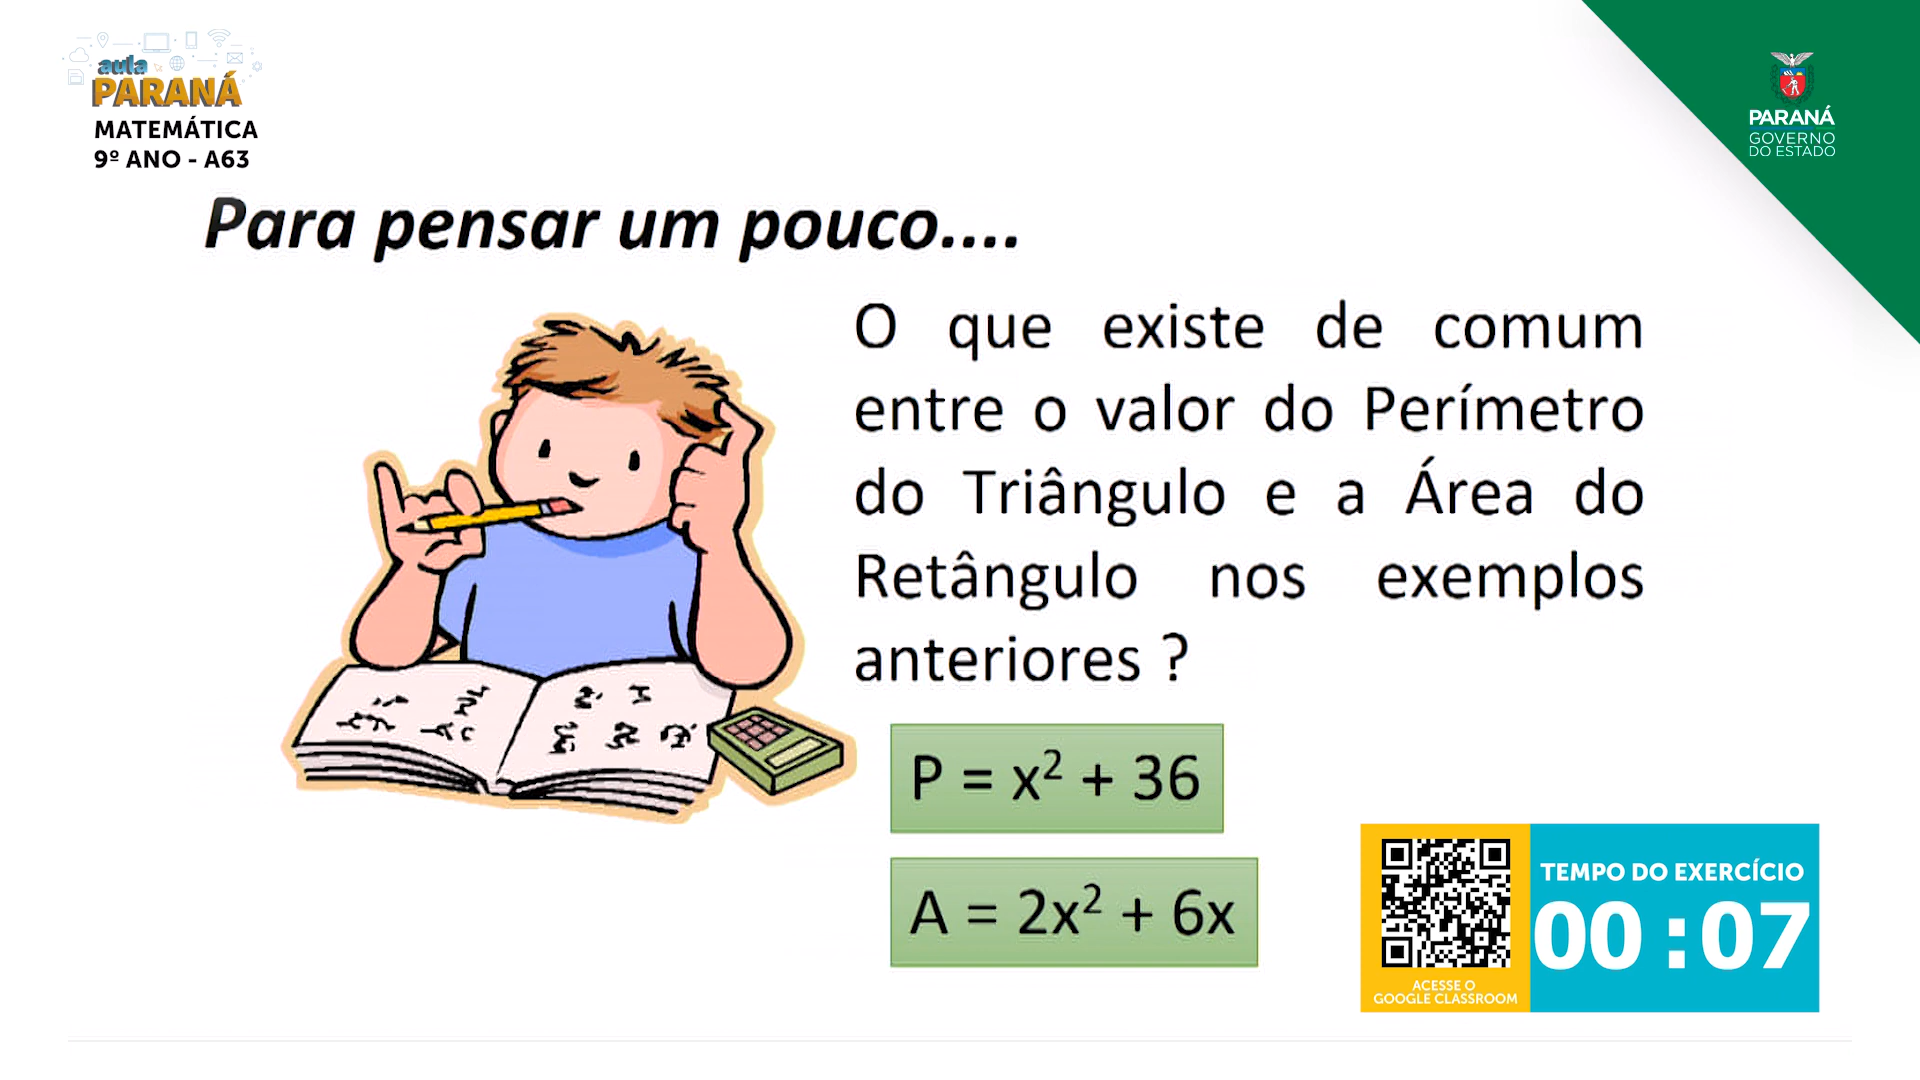 aula
PARANÁ
MATEMÁTICA
9º ANO - A63
PARANÁ
GOVERNO
DO ESTADO
Para pensar um pouco....
O que existe de comum
entre o valor do Perímetro
do Triângulo e a Área do
Retângulo nos exemplos
anteriores ?
P = x² + 36
A = 2x² + 6x
TEMPO DO EXERCÍCIO
00 : 07
ACESSE O
GOOGLE CLASSROOM